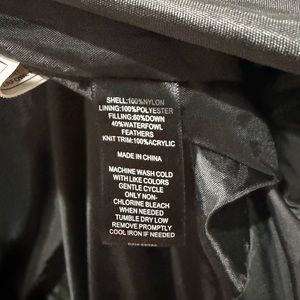 SHELL:100%NYLON
LINING:100%POLYESTER
FILLING:60%DOWN
40%WATERFOWL
FEATHERS
KNIT TRIM:100%ACRYLIC
MADE IN CHINA
MACHINE WASH COLD
WITH LIKE COLORS
GENTLE CYCLE
ONLY NON-
CHLORINE BLEACH
WHEN NEEDED
TUMBLE DRY LOW
REMOVE PROMPTLY
COOL IRON IF NEEDED